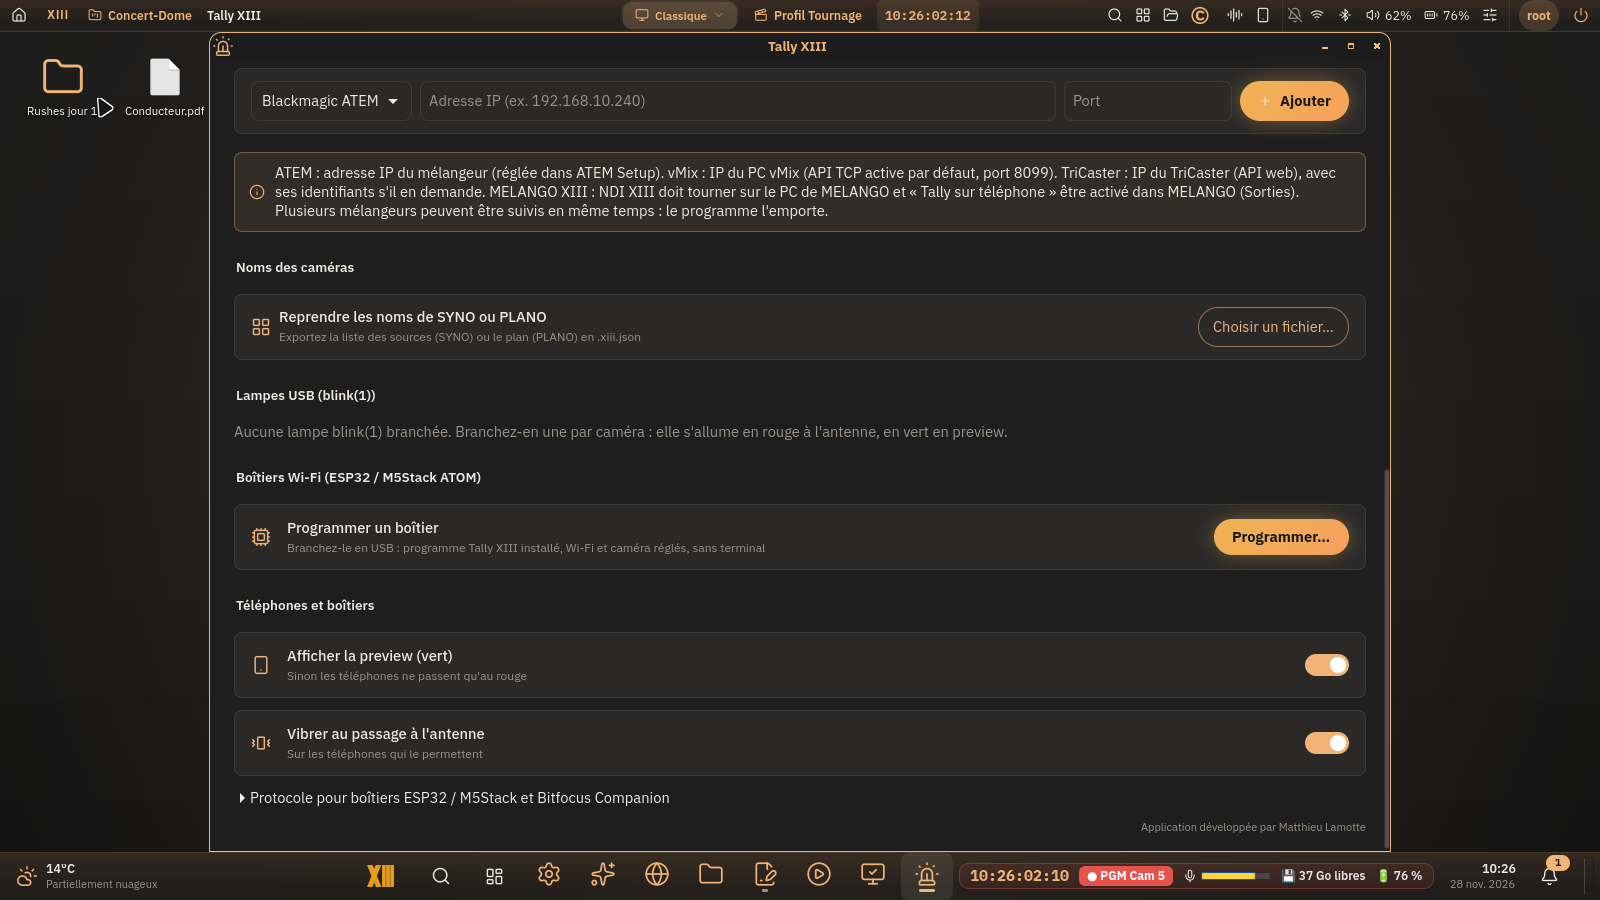 XIII Concert-Dome Tally XIII Classique Profil Tournage 10:26:02:12 62% 76% root
Tally XIII
Rushes jour 1
Conducteur.pdf
Blackmagic ATEM Adresse IP (ex. 192.168.10.240) Port + Ajouter
ATEM : adresse IP du mélangeur (réglée dans ATEM Setup). vMix : IP du PC vMix (API TCP active par défaut, port 8099). TriCaster : IP du TriCaster (API web), avec
ses identifiants s'il en demande. MELANGO XIII : NDI XIII doit tourner sur le PC de MELANGO et « Tally sur téléphone » être activé dans MELANGO (Sorties).
Plusieurs mélangeurs peuvent être suivis en même temps : le programme l'emporte.
Noms des caméras
Reprendre les noms de SYNO ou PLANO
Exportez la liste des sources (SYNO) ou le plan (PLANO) en .xiii.json
Choisir un fichier...
Lampes USB (blink(1))
Aucune lampe blink(1) branchée. Branchez-en une par caméra : elle s'allume en rouge à l'antenne, en vert en preview.
Boîtiers Wi-Fi (ESP32 / M5Stack ATOM)
Programmer un boîtier
Branchez-le en USB : programme Tally XIII installé, Wi-Fi et caméra réglés, sans terminal
Programmer...
Téléphones et boîtiers
Afficher la preview (vert)
Sinon les téléphones ne passent qu'au rouge
Vibrer au passage à l'antenne
Sur les téléphones qui le permettent
Protocole pour boîtiers ESP32 / M5Stack et Bitfocus Companion
Application développée par Matthieu Lamotte
14°C
Partiellement nuageux
XIII
10:26:02:10 PGM Cam 5 37 Go libres 76 %
10:26
28 nov. 2026
1